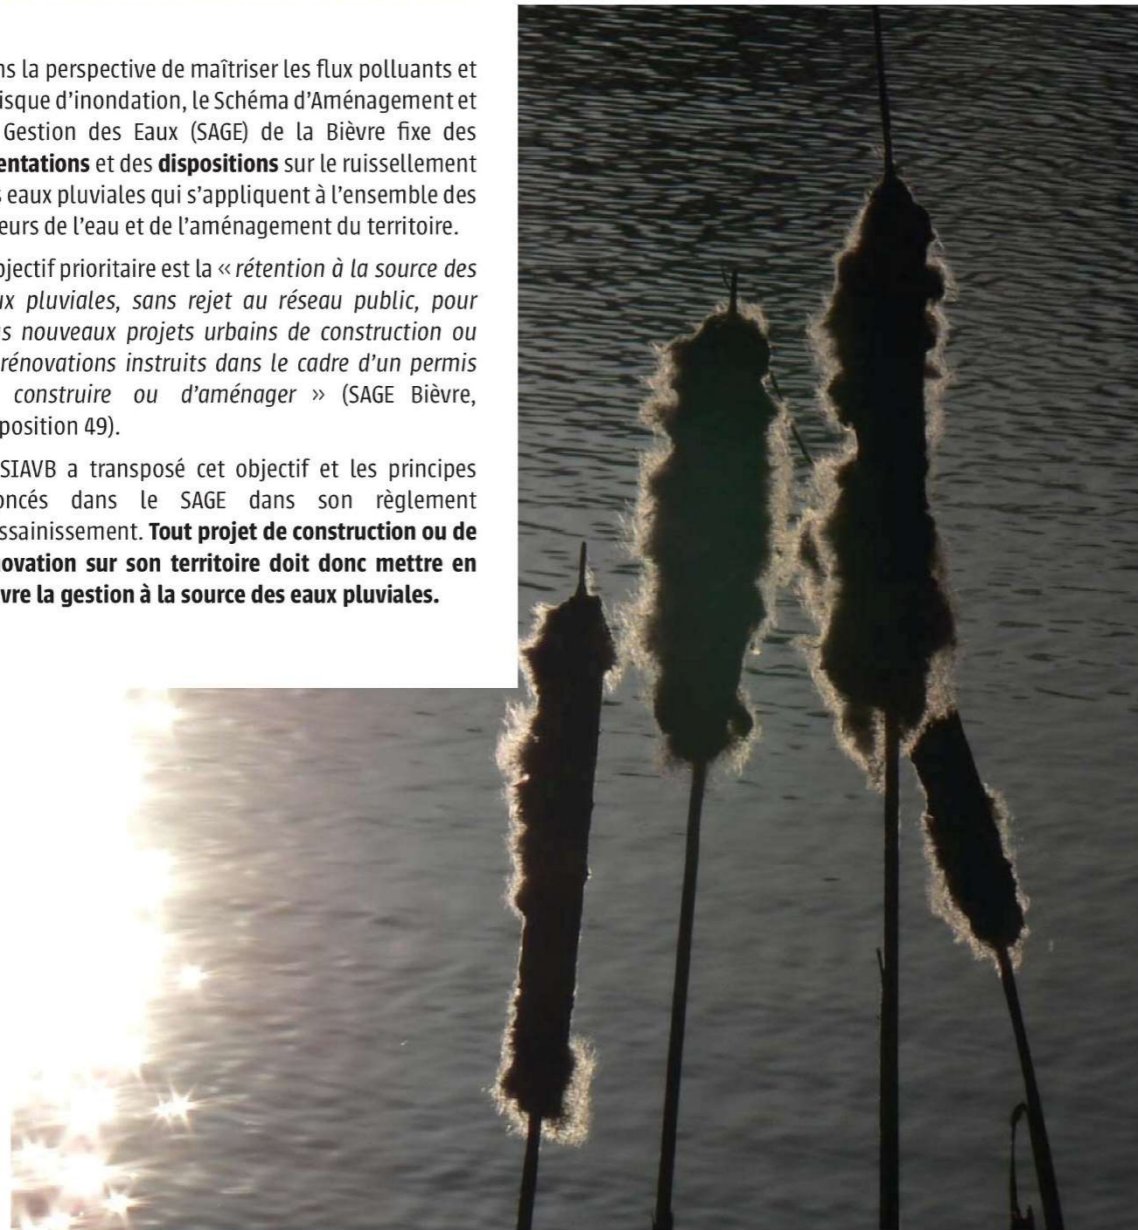 ns la perspective de maîtriser les flux polluants et
isque d'inondation, le Schéma d'Aménagement et
Gestion des Eaux (SAGE) de la Bièvre fixe des
entations et des dispositions sur le ruissellement
s eaux pluviales qui s'appliquent à l'ensemble des
eurs de l'eau et de l'aménagement du territoire.
bjectif prioritaire est la « rétention à la source des
ux pluviales, sans rejet au réseau public, pour
s nouveaux projets urbains de construction ou
rénovations instruits dans le cadre d'un permis
construire ou d'aménager » (SAGE Bièvre,
position 49).
SIAVB a transposé cet objectif et les principes
oncés dans le SAGE dans son règlement
ssainissement. Tout projet de construction ou de
novation sur son territoire doit donc mettre en
vre la gestion à la source des eaux pluviales.